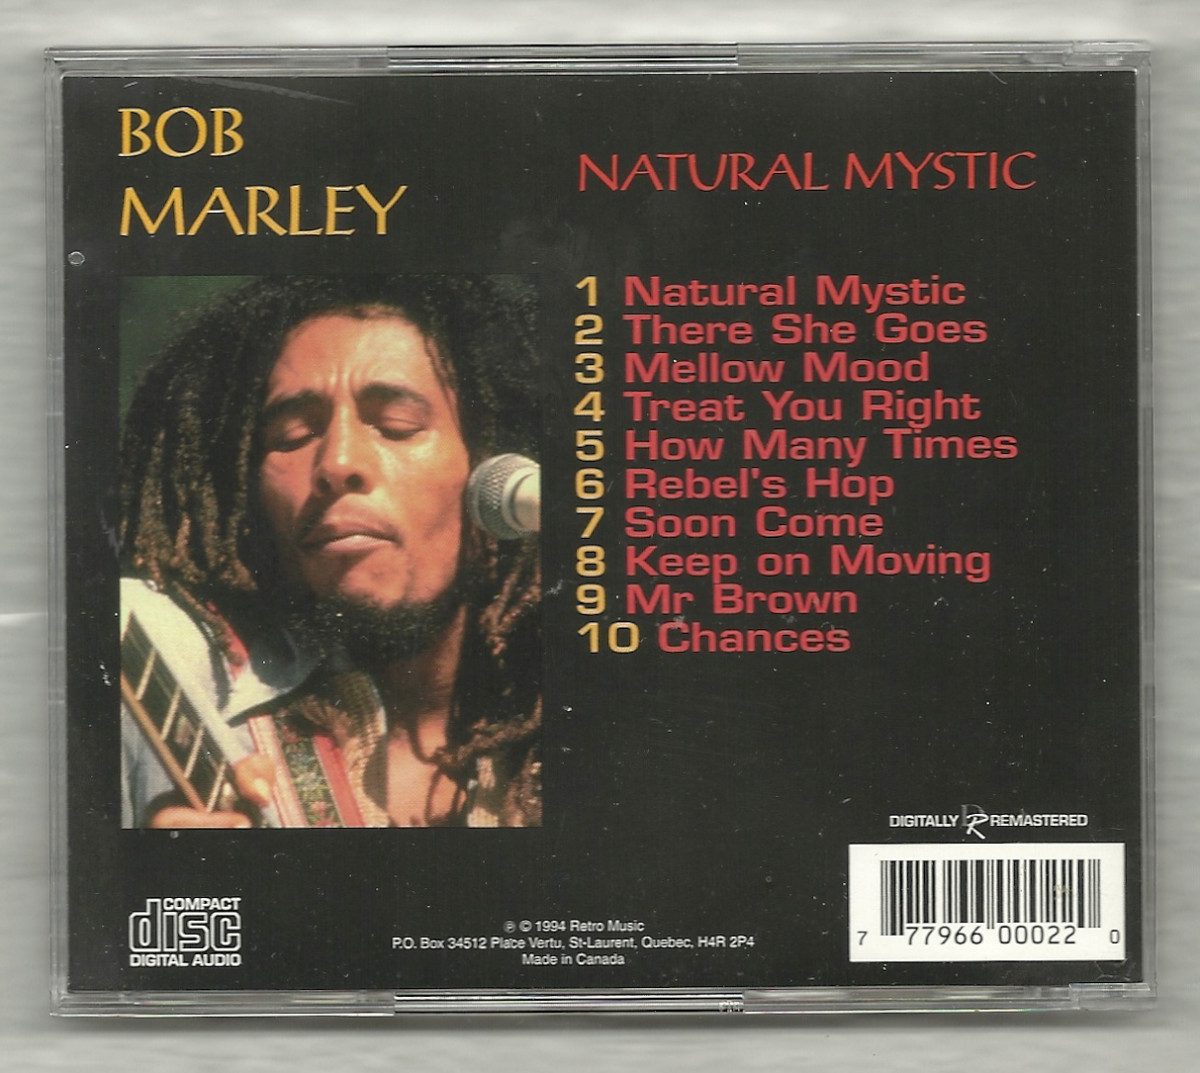 BOB
MARLEY
NATURAL MYSTIC
1 Natural Mystic
2 There She Goes
3 Mellow Mood
4 Treat You Right
5 How Many Times
6 Rebel's Hop
7 Soon Come
8 Keep on Moving
9 Mr Brown
10 Chances
DIGITALLY DR REMASTERED
7 77966 00022 0
COMPACT
disc
DIGITAL AUDIO
℗ © 1994 Retro Music
P.O. Box 34512 Place Vertu, St-Laurent, Quebec, H4R 2P4
Made in Canada